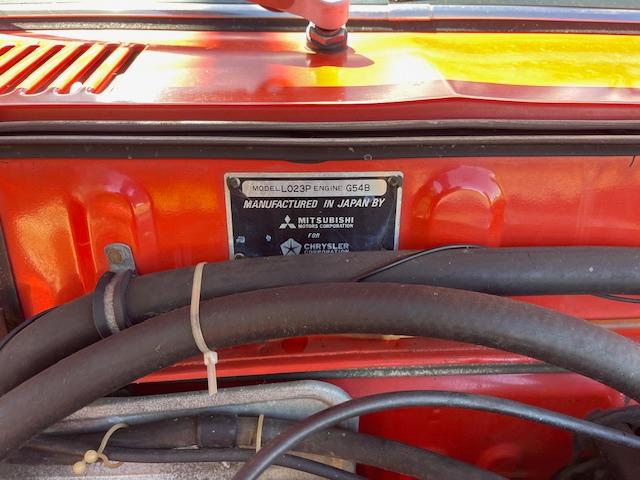 MODEL L023P ENGINE G54B
MANUFACTURED IN JAPAN BY
MITSUBISHI
MOTORS CORPORATION
FOR
CHRYSLER
CORPORATION